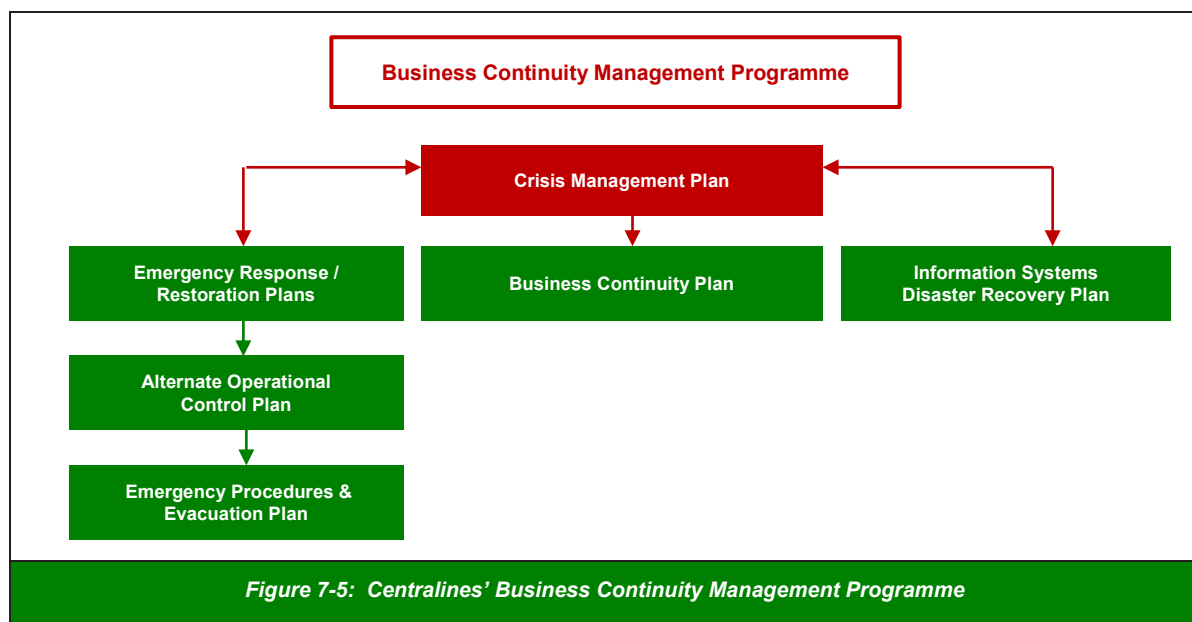 Business Continuity Management Programme
Crisis Management Plan
Emergency Response /
Restoration Plans
Business Continuity Plan
Information Systems
Disaster Recovery Plan
Alternate Operational
Control Plan
Emergency Procedures &
Evacuation Plan
Figure 7-5: Centralines' Business Continuity Management Programme